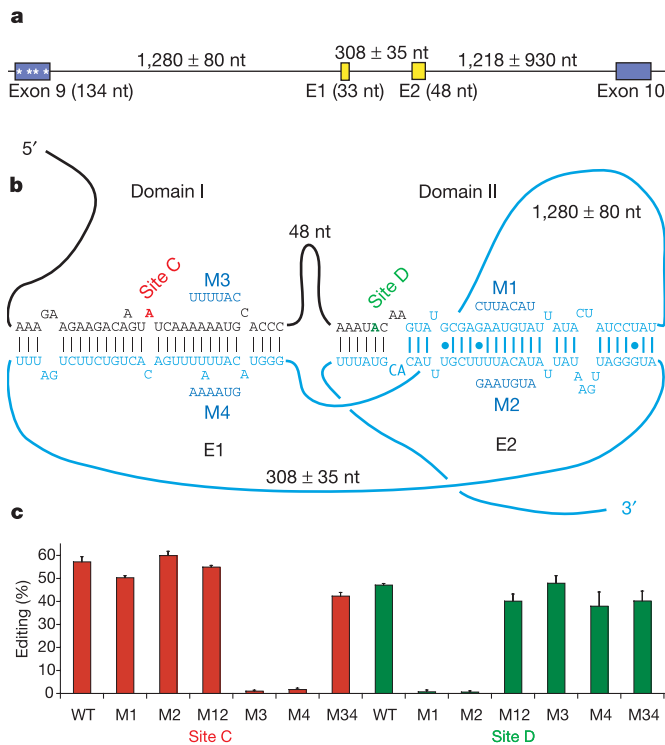 a
1,280 ± 80 nt
308 ± 35 nt
1,218 ± 930 nt
Exon 9 (134 nt)
E1 (33 nt)
E2 (48 nt)
Exon 10
5′
b
Domain I
Domain II
1,280 ± 80 nt
48 nt
Site C
Site D
M3
UUUUAC
M1
CUUACAU
GA
A
A
C
AA
U
U
CU
AAA
AGAAGACAGU
UCAAAAAUG
CACCC
AAAUAC
GUA
GCGAGAAUGUAU
AUA
AUCCUAU
UUU
UCUUCUGUCA
AGUUUUUUAC
UGGG
UUUAUG
CAU
UGCUUUUACAUA
UAU
UAGGGUA
AG
C
A
A
CA
U
U
U
AG
AAAAUG
M4
GAAUGUA
M2
E1
E2
308 ± 35 nt
3′
c
Editing (%)
60
50
40
30
20
10
0
WT
M1
M2
M12
M3
M4
M34
WT
M1
M2
M12
M3
M4
M34
Site C
Site D